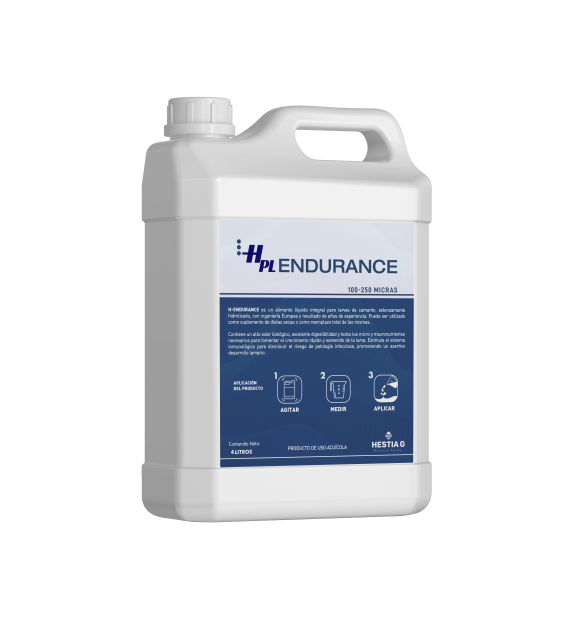 H PL ENDURANCE
100-250 MICRAS
H-ENDURANCE es un alimento líquido integral para larvas de camarón, extensamente
hidrolizado, con ingeniería Europea y resultado de años de experiencia. Puede ser utilizado
como suplemento de dietas secas o como reemplazo total de las mismas.
Contiene un alto valor biológico, excelente digestibilidad y todos los micro y macronutrientes
necesarios para fomentar el crecimiento rápido y sostenido de la larva. Estimula el sistema
inmunológico para disminuir el riesgo de patología infecciosa, promoviendo un asertivo
desarrollo larvario.
APLICACIÓN
DEL PRODUCTO
1
2
3
AGITAR
MEDIR
APLICAR
Contenido Neto:
4 LITROS
PRODUCTO DE USO ACUÍCOLA
HESTIA G